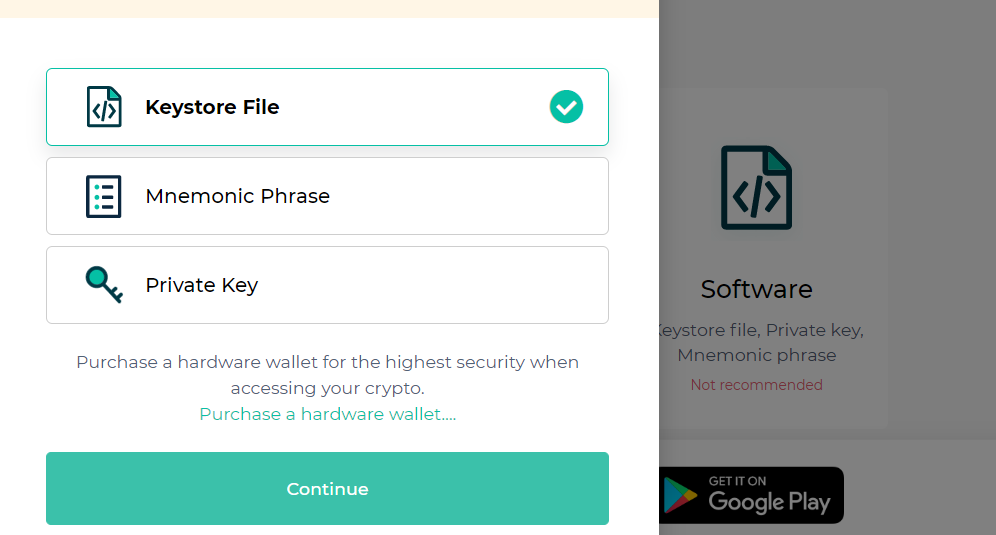 Keystore File
Mnemonic Phrase
Private Key
Purchase a hardware wallet for the highest security when
accessing your crypto.
Purchase a hardware wallet....
Continue
Software
Keystore file, Private key,
Mnemonic phrase
Not recommended
GET IT ON
Google Play